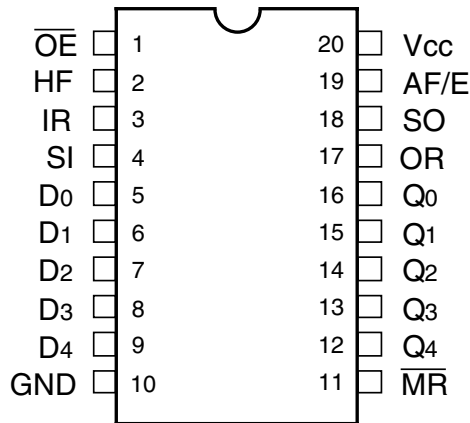 O̅E̅ 1 20 Vcc
HF 2 19 AF/E
IR 3 18 SO
SI 4 17 OR
D0 5 16 Q0
D1 6 15 Q1
D2 7 14 Q2
D3 8 13 Q3
D4 9 12 Q4
GND 10 11 M̅R̅